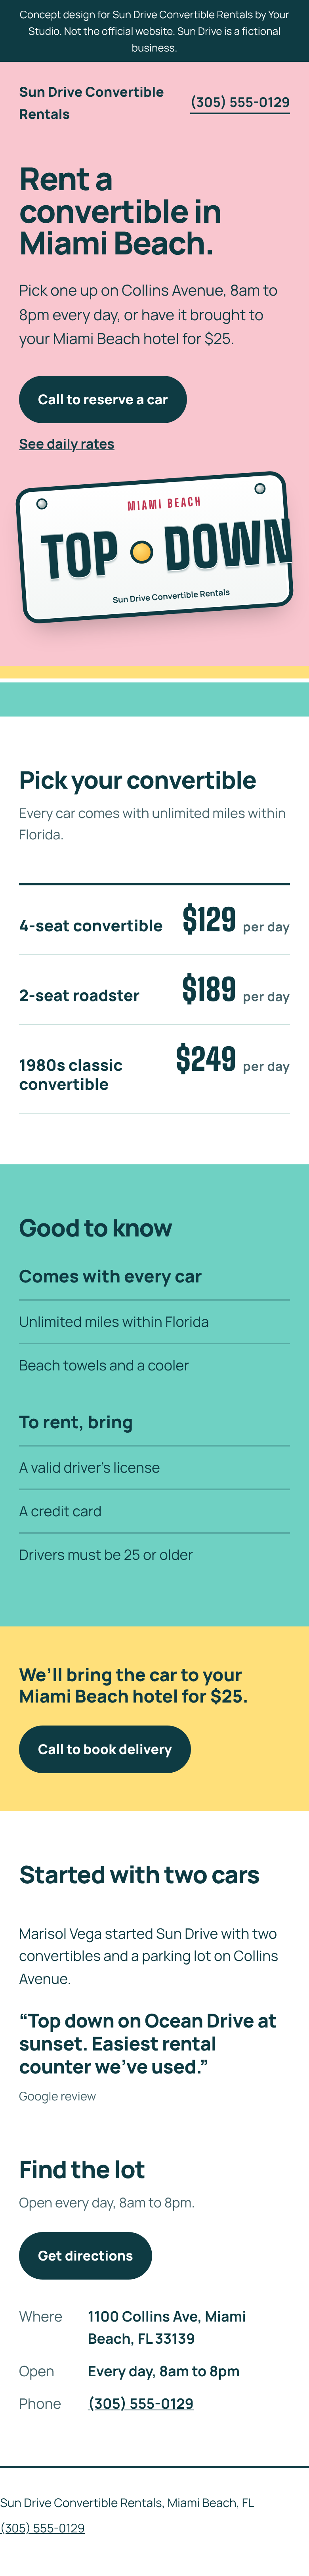 Concept design for Sun Drive Convertible Rentals by Your
Studio. Not the official website. Sun Drive is a fictional
business.
Sun Drive Convertible
Rentals
(305) 555-0129
Rent a
convertible in
Miami Beach.
Pick one up on Collins Avenue, 8am to
8pm every day, or have it brought to
your Miami Beach hotel for $25.
Call to reserve a car
See daily rates
MIAMI BEACH
TOP DOWN
Sun Drive Convertible Rentals
Pick your convertible
Every car comes with unlimited miles within
Florida.
4-seat convertible $129 per day
2-seat roadster $189 per day
1980s classic
convertible
$249 per day
Good to know
Comes with every car
Unlimited miles within Florida
Beach towels and a cooler
To rent, bring
A valid driver’s license
A credit card
Drivers must be 25 or older
We’ll bring the car to your
Miami Beach hotel for $25.
Call to book delivery
Started with two cars
Marisol Vega started Sun Drive with two
convertibles and a parking lot on Collins
Avenue.
“Top down on Ocean Drive at
sunset. Easiest rental
counter we’ve used.”
Google review
Find the lot
Open every day, 8am to 8pm.
Get directions
Where 1100 Collins Ave, Miami
Beach, FL 33139
Open Every day, 8am to 8pm
Phone (305) 555-0129
Sun Drive Convertible Rentals, Miami Beach, FL
(305) 555-0129